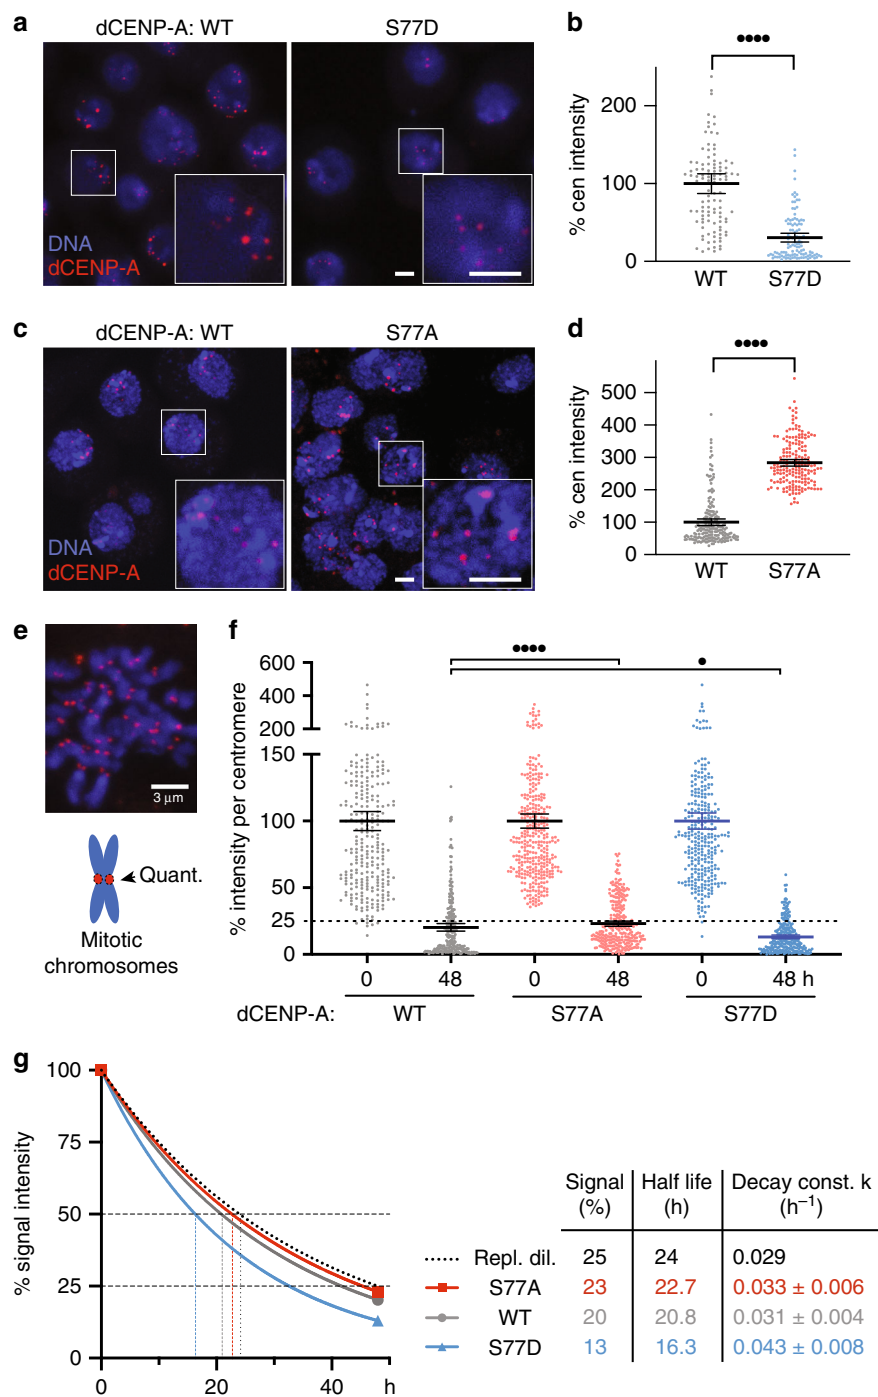 a
dCENP-A: WT
S77D
DNA
dCENP-A
b
% cen intensity
200
100
0
WT
S77D
c
dCENP-A: WT
S77A
DNA
dCENP-A
d
% cen intensity
500
400
300
200
100
0
WT
S77A
e
3 μm
Quant.
Mitotic
chromosomes
f
% intensity per centromere
600
400
200
150
100
50
25
0
0 48 0 48 0 48 h
dCENP-A: WT S77A S77D
g
% signal intensity
100
75
50
25
0
0 20 40 h
Signal (%) Half life (h) Decay const. k (h⁻¹)
Repl. dil. 25 24 0.029
S77A 23 22.7 0.033 ± 0.006
WT 20 20.8 0.031 ± 0.004
S77D 13 16.3 0.043 ± 0.008